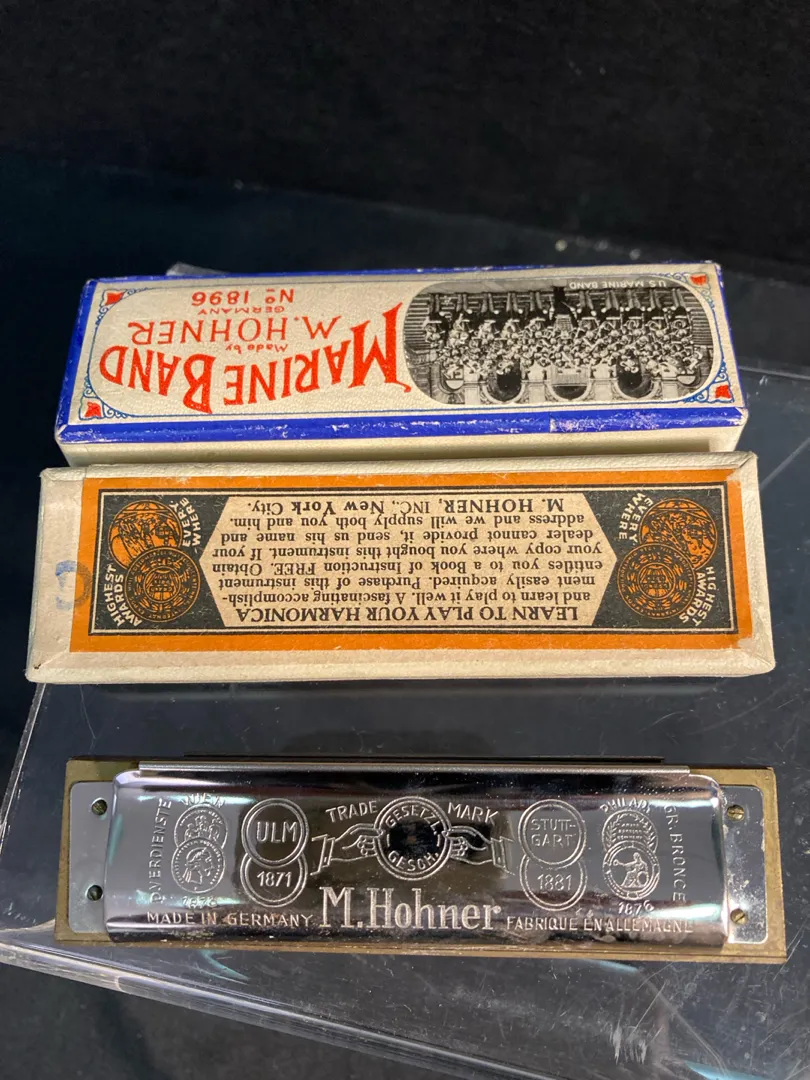 MARINE BAND
Made by
M. HOHNER
GERMANY
No 1896
U.S. MARINE BAND
LEARN TO PLAY YOUR HARMONICA
and learn to play it well. A fascinating accomplish-
ment easily acquired. Purchase of this instrument
entitles you to a Book of Instruction FREE. Obtain
your copy where you bought this instrument. If your
dealer cannot provide it, send us his name and
address and we will supply both you and him.
M. HOHNER, INC., New York City.
HIGHEST
AWARDS
EVERY
WHERE
HIGHEST
AWARDS
EVERY
WHERE
D.VERDIENSTE
WIEN
1873
ULM
1871
TRADE MARK
GESETZL.
GESCH.
STUTT-
GART
1881
PHILAD.
1876
GR. BRONCE
MADE IN GERMANY
M. Hohner
FABRIQUÉ EN ALLEMAGNE